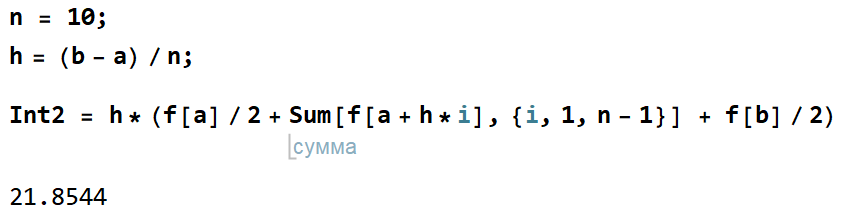 n = 10;
h = (b - a) / n;
Int2 = h * (f[a] / 2 + Sum[f[a + h * i], {i, 1, n - 1}] + f[b] / 2)
сумма
21.8544